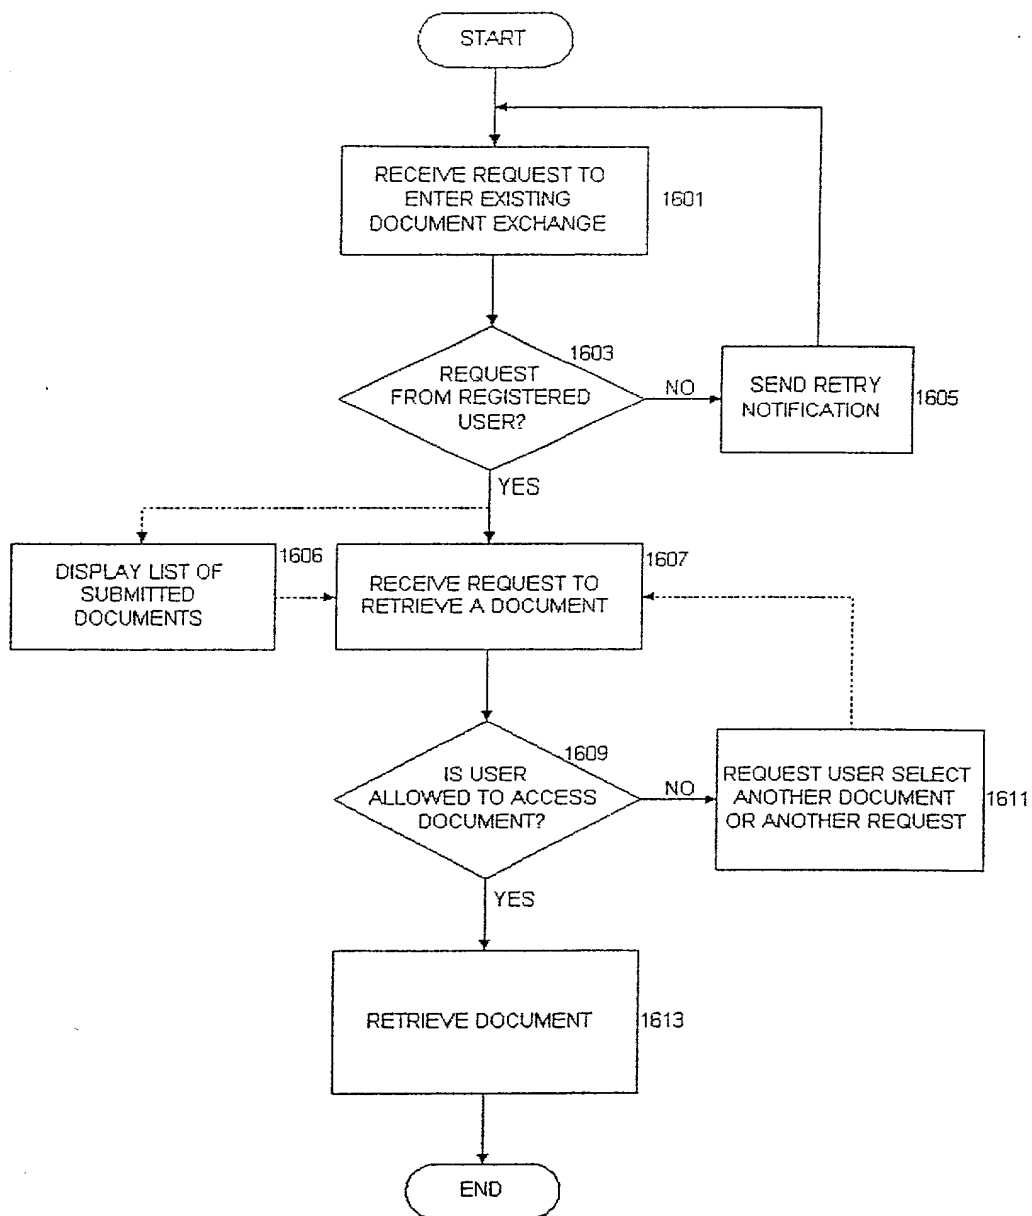 START
RECEIVE REQUEST TO
ENTER EXISTING
DOCUMENT EXCHANGE
1601
1603
REQUEST
FROM REGISTERED
USER?
NO
SEND RETRY
NOTIFICATION
1605
YES
DISPLAY LIST OF
SUBMITTED
DOCUMENTS
1606
RECEIVE REQUEST TO
RETRIEVE A DOCUMENT
1607
1609
IS USER
ALLOWED TO ACCESS
DOCUMENT?
NO
REQUEST USER SELECT
ANOTHER DOCUMENT
OR ANOTHER REQUEST
1611
YES
RETRIEVE DOCUMENT
1613
END